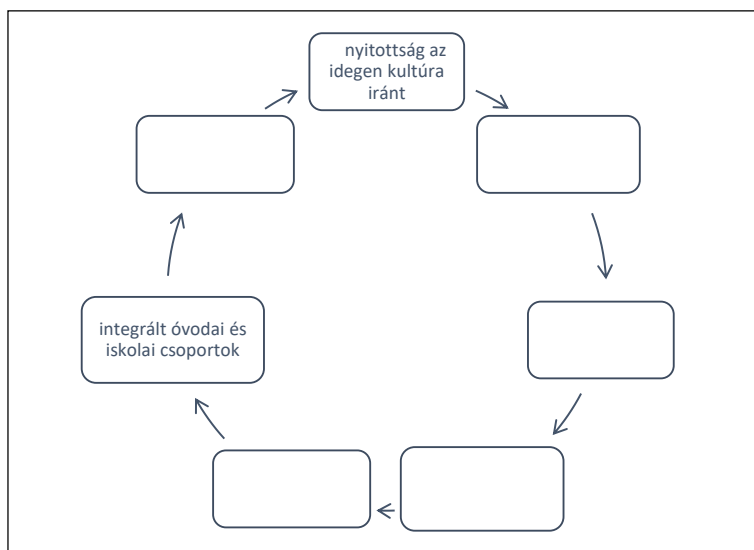 nyitottság az
idegen kultúra
iránt
integrált óvodai és
iskolai csoportok